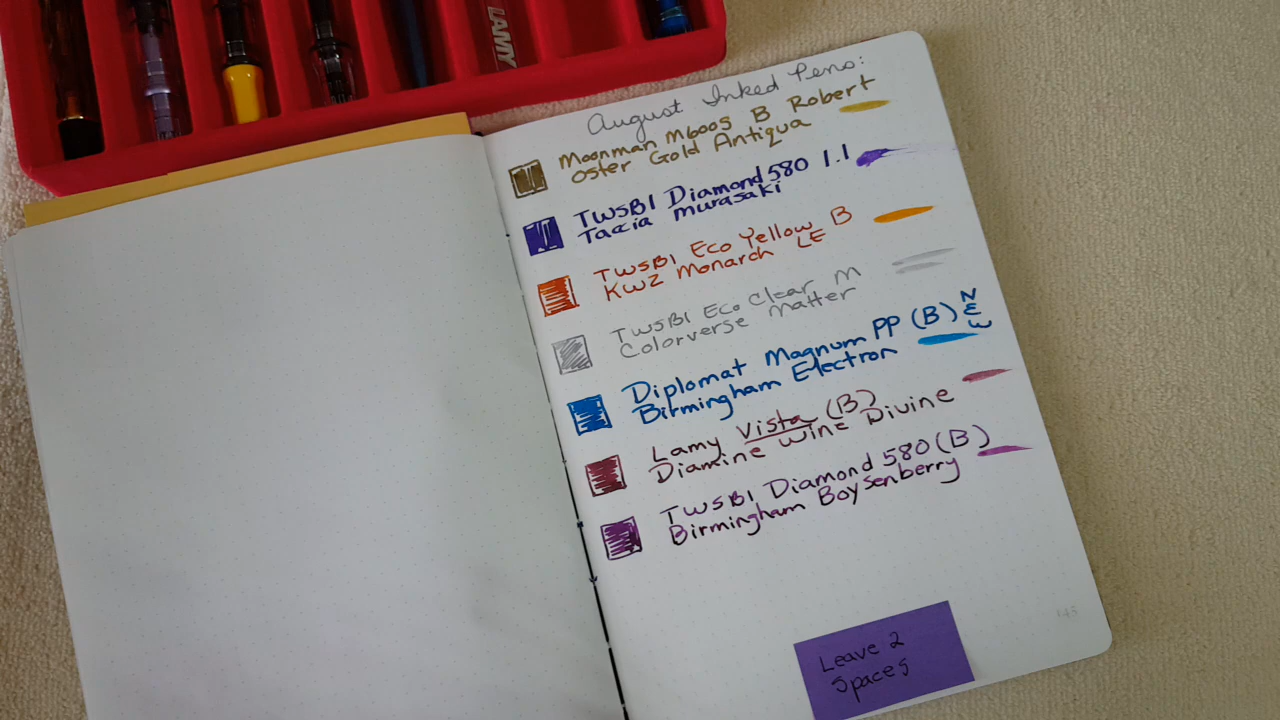 LAMY
August Inked Pens:
Moonman M600S B Robert
Oster Gold Antiqua
TWSBI Diamond 580 1.1
Taccia Murasaki
TWSBI Eco Yellow B
KWZ Monarch LE
TWSBI Eco Clear M
Colorverse Matter
Diplomat Magnum PP (B) NEW
Birmingham Electron
Lamy Vista (B)
Diamine Wine Divine
TWSBI Diamond 580 (B)
Birmingham Boysenberry
Leave 2
Spaces